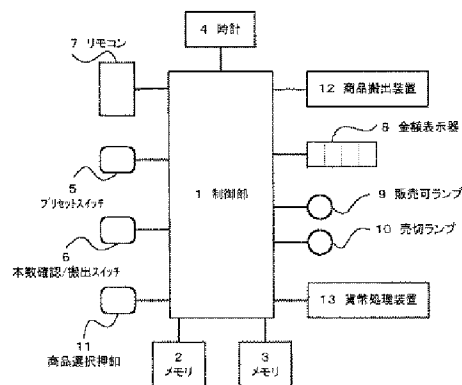 4 時計
7 リモコン
12 商品搬出装置
8 金額表示器
5
プリセットスイッチ
1 制御部
9 販売可ランプ
10 売切ランプ
6
本数確認/搬出スイッチ
13 貨幣処理装置
11
商品選択押釦
2
メモリ
3
メモリ